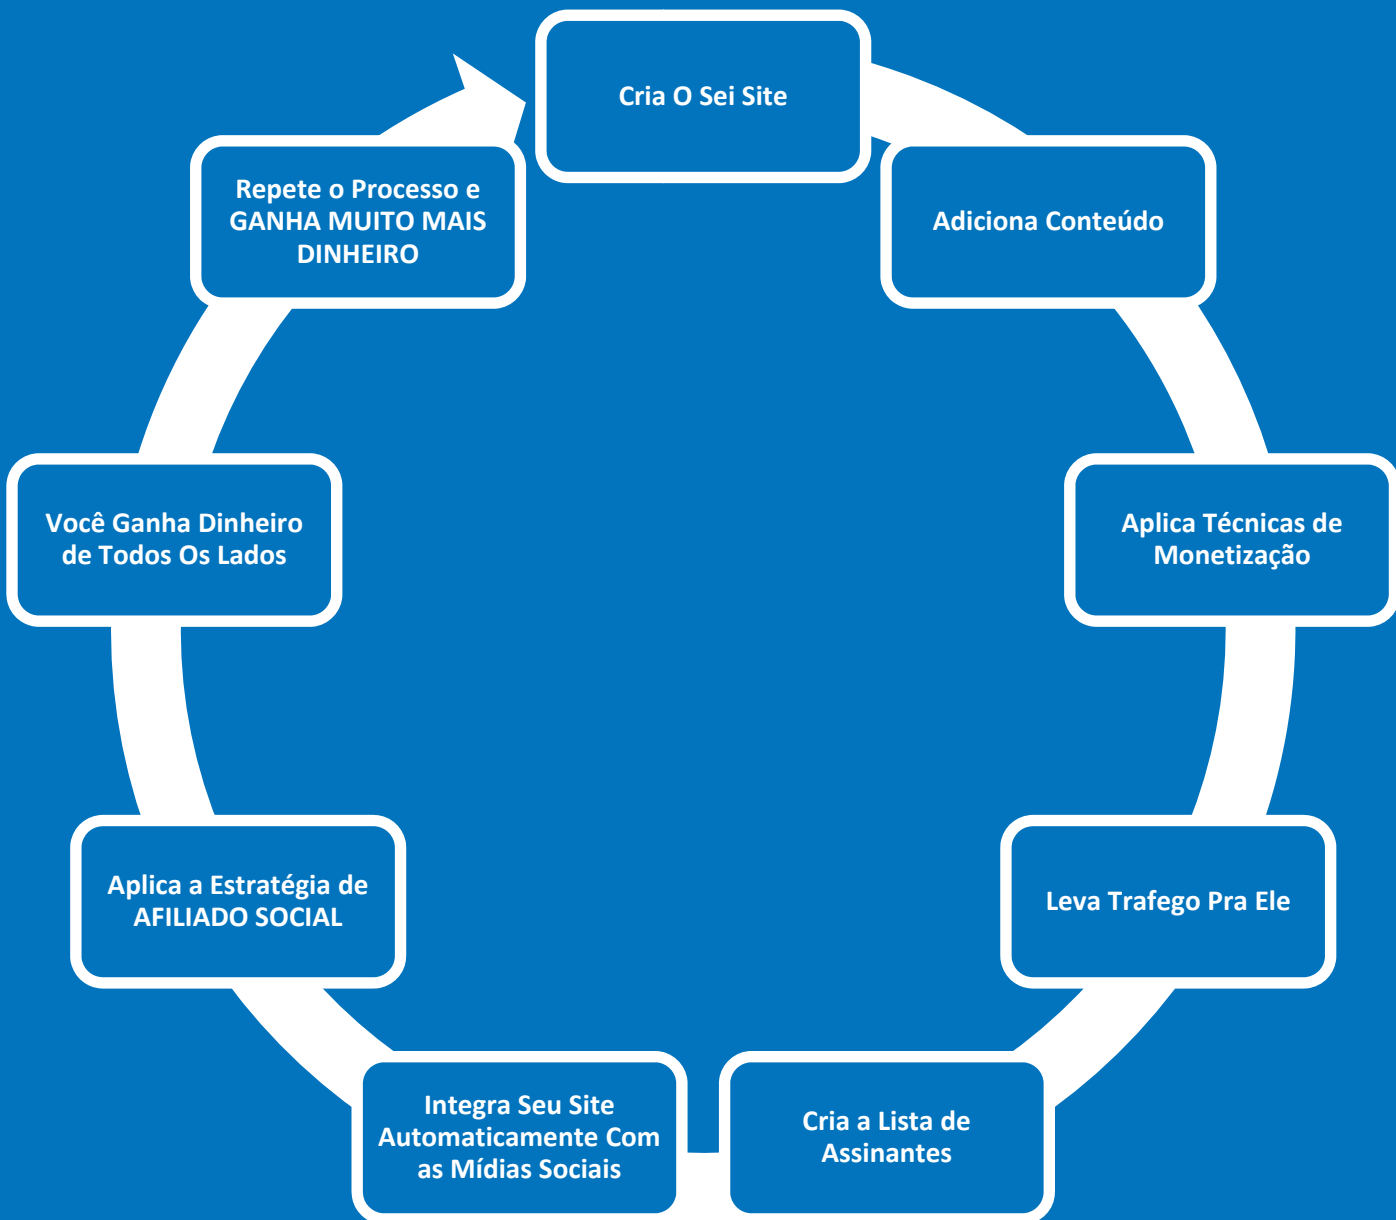 Cria O Sei Site
Adiciona Conteúdo
Aplica Técnicas de
Monetização
Leva Trafego Pra Ele
Cria a Lista de
Assinantes
Integra Seu Site
Automaticamente Com
as Mídias Sociais
Aplica a Estratégia de
AFILIADO SOCIAL
Você Ganha Dinheiro
de Todos Os Lados
Repete o Processo e
GANHA MUITO MAIS
DINHEIRO